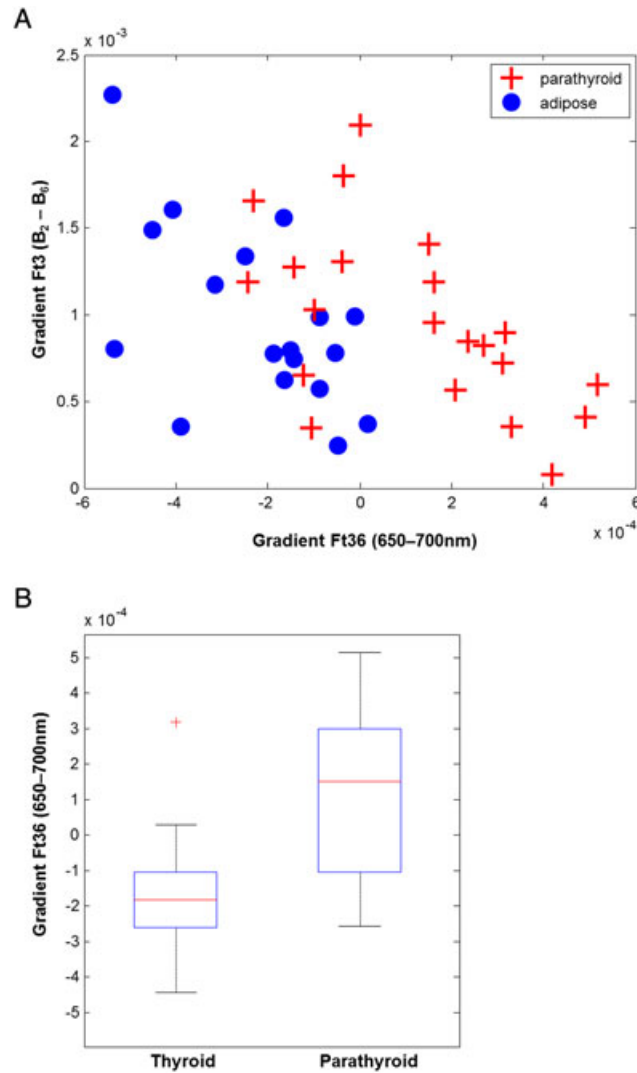 A
x 10⁻³
2.5
2
1.5
1
0.5
0
Gradient Ft3 (B₂ – B₆)
parathyroid
adipose
-6 -4 -2 0 2 4 6
x 10⁻⁴
Gradient Ft36 (650–700nm)
B
x 10⁻⁴
5
4
3
2
1
0
-1
-2
-3
-4
-5
Gradient Ft36 (650–700nm)
Thyroid Parathyroid